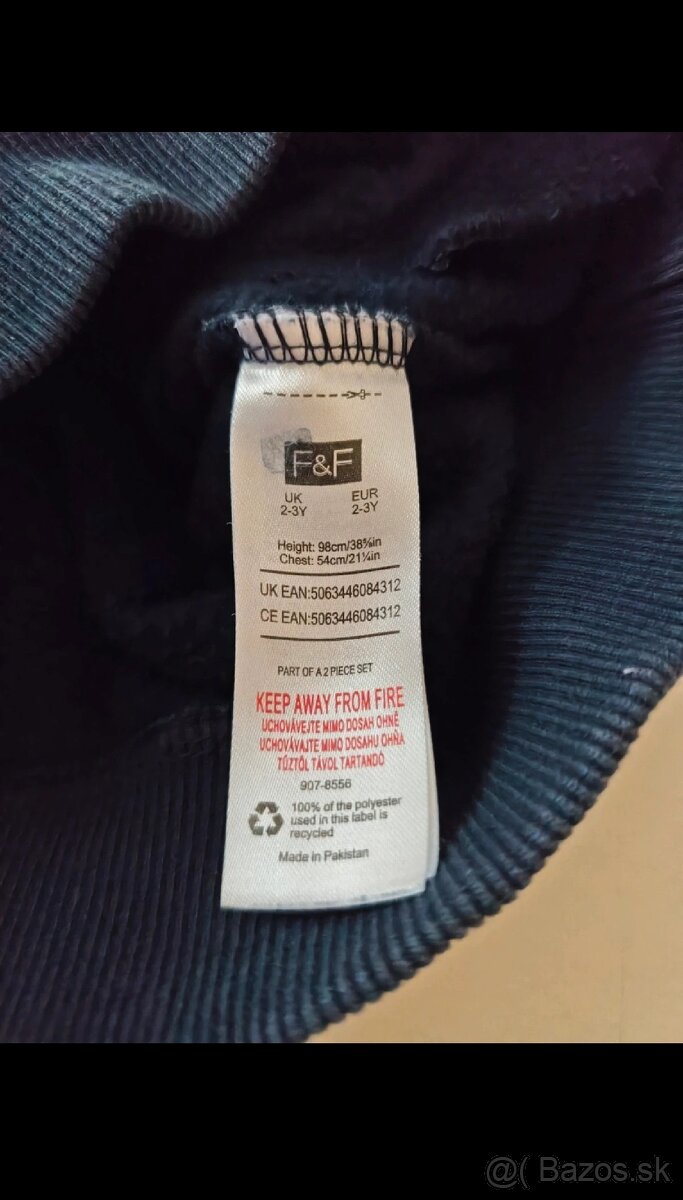 F&F
UK EUR
2-3Y 2-3Y
Height: 98cm/38⅝in
Chest: 54cm/21¼in
UK EAN:5063446084312
CE EAN:5063446084312
PART OF A 2 PIECE SET
KEEP AWAY FROM FIRE
UCHOVÁVEJTE MIMO DOSAH OHNĚ
UCHOVÁVAJTE MIMO DOSAHU OHŇA
TŰZTŐL TÁVOL TARTANDÓ
907-8556
100% of the polyester
used in this label is
recycled
Made in Pakistan
@( Bazos.sk